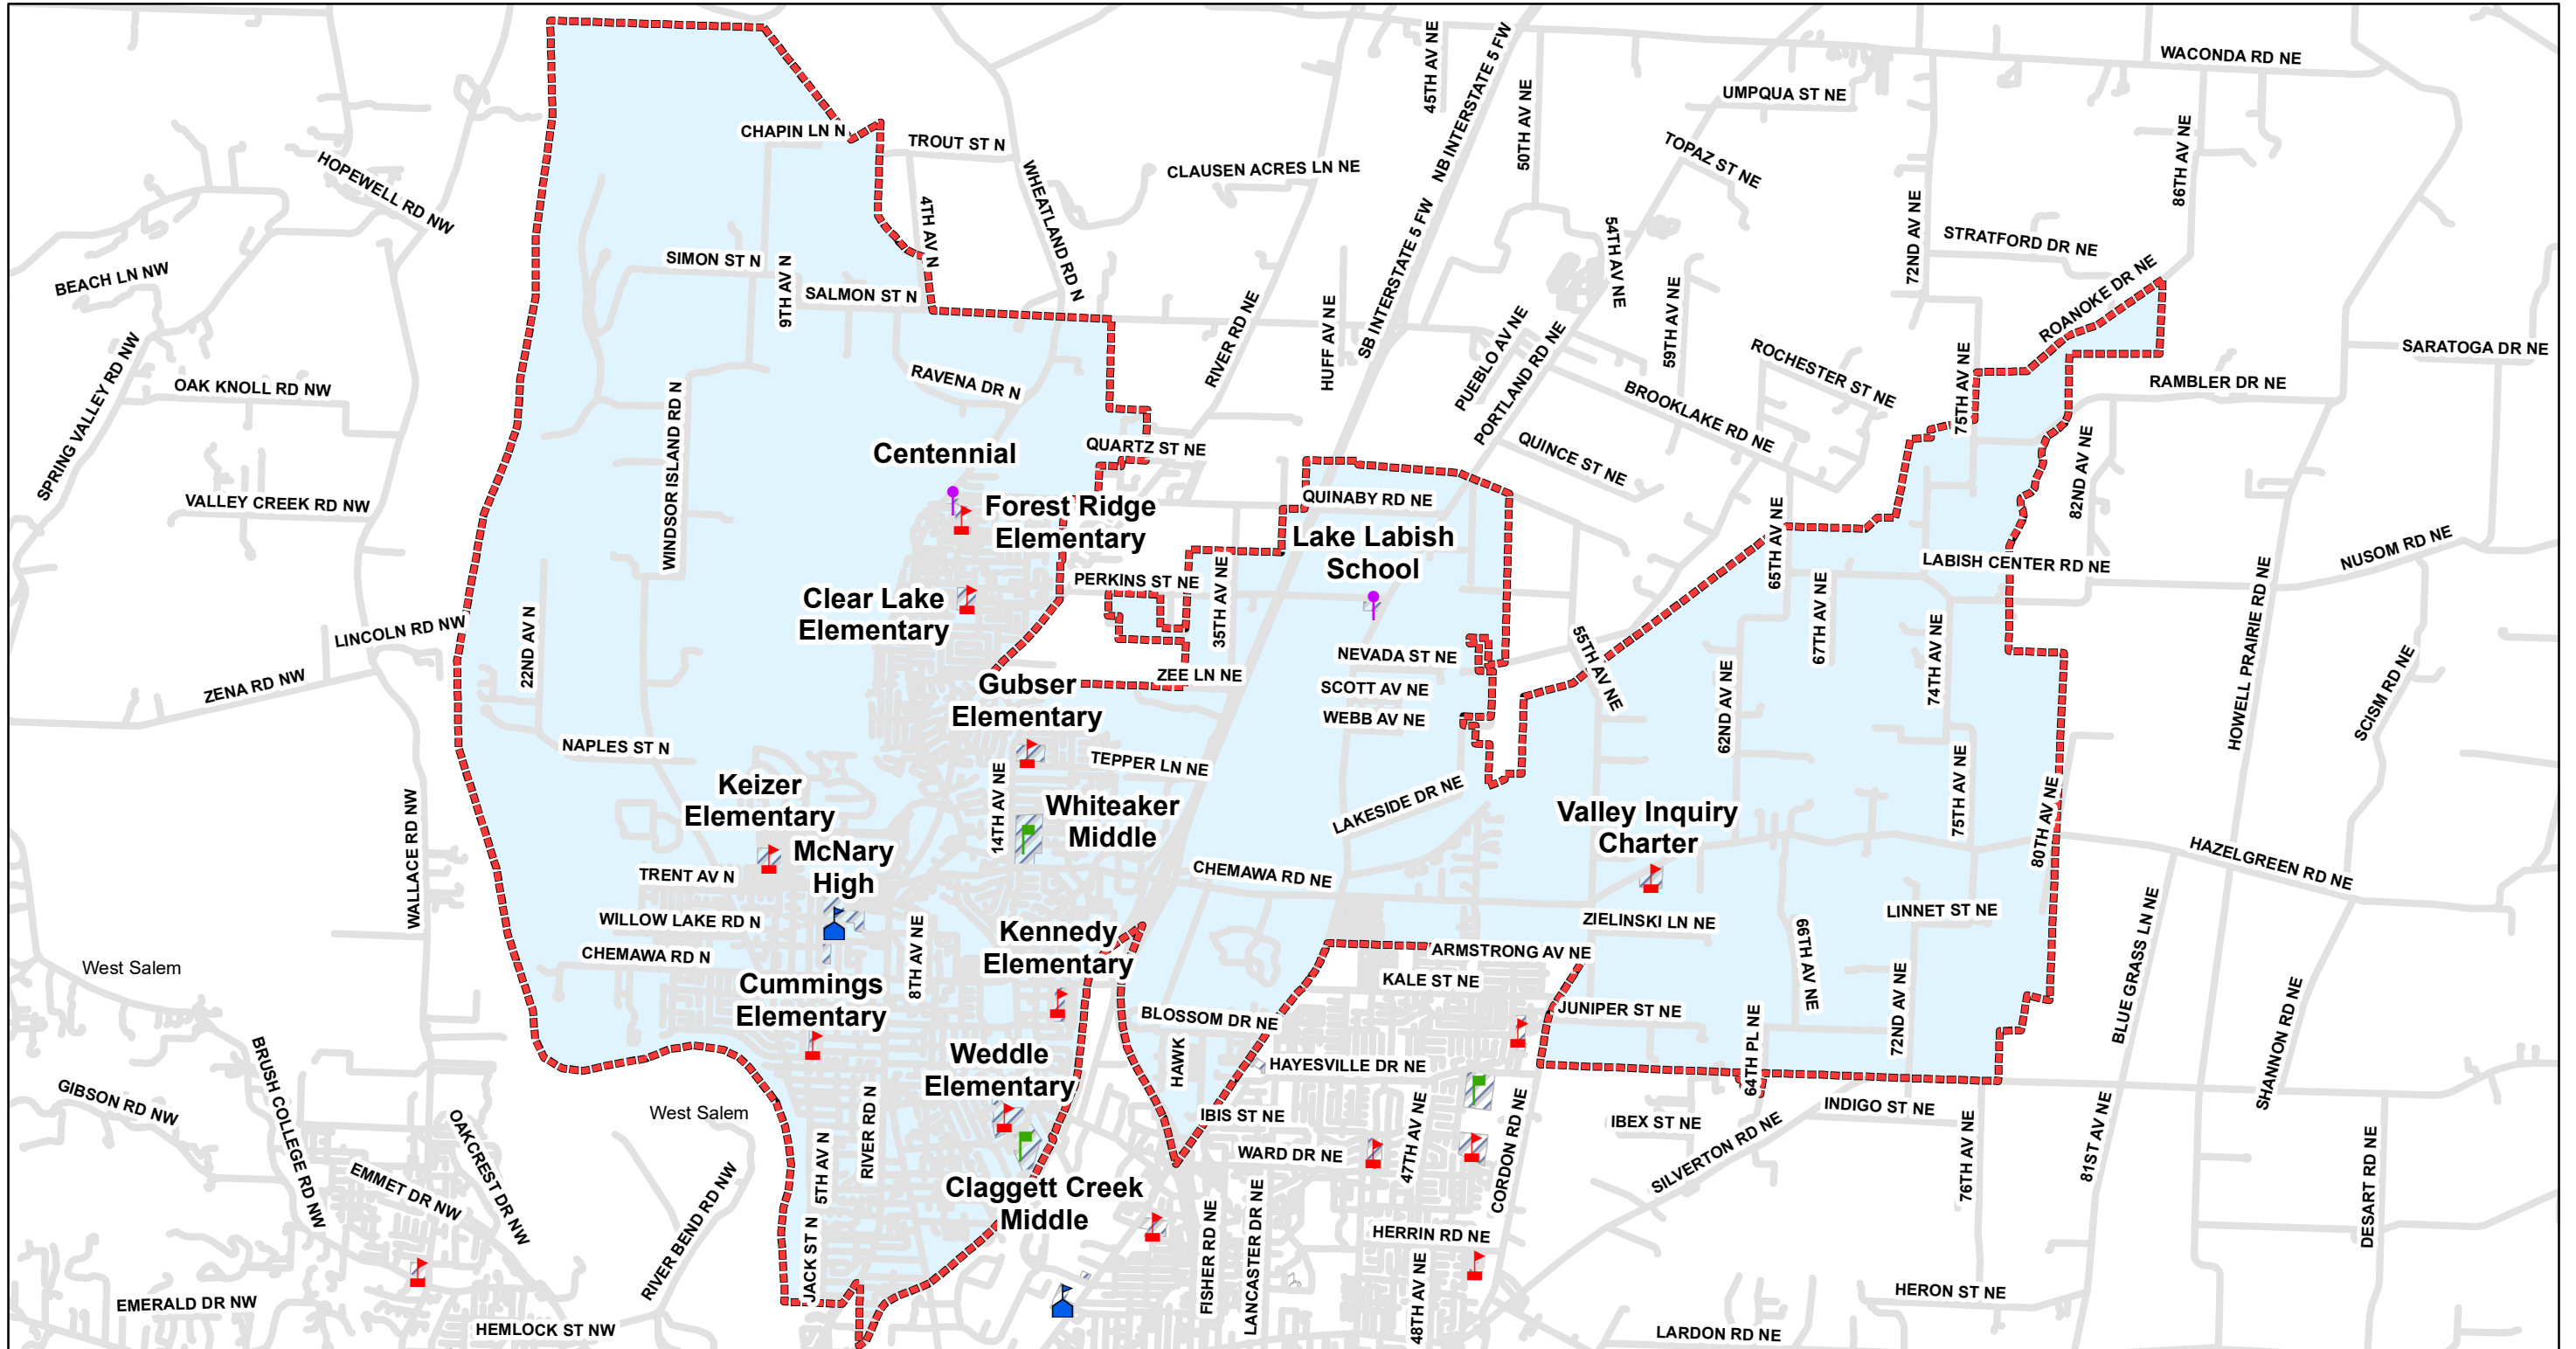 WACONDA RD NE
45TH AV NE
NB INTERSTATE 5 FW
50TH AV NE
UMPQUA ST NE
CHAPIN LN N
TROUT ST N
CLAUSEN ACRES LN NE
TOPAZ ST NE
86TH AV NE
HOPEWELL RD NW
WHEATLAND RD N
4TH AV N
72ND AV NE
STRATFORD DR NE
54TH AV NE
SB INTERSTATE 5 FW
BEACH LN NW
SIMON ST N
9TH AV N
SALMON ST N
ROANOKE DR NE
59TH AV NE
HUFF AV NE
RIVER RD NE
PUEBLO AV NE
PORTLAND RD NE
ROCHESTER ST NE
75TH AV NE
SARATOGA DR NE
SPRING VALLEY RD NW
OAK KNOLL RD NW
RAVENA DR N
RAMBLER DR NE
WINDSOR ISLAND RD N
BROOKLAKE RD NE
Centennial
QUARTZ ST NE
QUINCE ST NE
82ND AV NE
VALLEY CREEK RD NW
Forest Ridge
Elementary
QUINABY RD NE
Lake Labish
School
65TH AV NE
NUSOM RD NE
LABISH CENTER RD NE
PERKINS ST NE
35TH AV NE
Clear Lake
Elementary
67TH AV NE
22ND AV N
LINCOLN RD NW
55TH AV NE
NEVADA ST NE
74TH AV NE
HOWELL PRAIRIE RD NE
ZENA RD NW
ZEE LN NE
Gubser
Elementary
SCOTT AV NE
62ND AV NE
SCISM RD NE
WEBB AV NE
NAPLES ST N
TEPPER LN NE
14TH AV NE
75TH AV NE
Keizer
Elementary
LAKESIDE DR NE
80TH AV NE
Whiteaker
Middle
Valley Inquiry
Charter
WALLACE RD NW
McNary
High
TRENT AV N
CHEMAWA RD NE
HAZELGREEN RD NE
WILLOW LAKE RD N
8TH AV NE
ZIELINSKI LN NE
LINNET ST NE
66TH AV NE
BLUE GRASS LN NE
Kennedy
Elementary
CHEMAWA RD N
ARMSTRONG AV NE
West Salem
KALE ST NE
Cummings
Elementary
72ND AV NE
BLOSSOM DR NE
JUNIPER ST NE
64TH PL NE
SHANNON RD NE
HAWK
BRUSH COLLEGE RD NW
Weddle
Elementary
HAYESVILLE DR NE
GIBSON RD NW
West Salem
OAKCREST DR NW
RIVER RD N
IBIS ST NE
IBEX ST NE
INDIGO ST NE
47TH AV NE
CORDON RD NE
SILVERTON RD NE
76TH AV NE
81ST AV NE
DESART RD NE
5TH AV N
WARD DR NE
EMMET DR NW
Claggett Creek
Middle
RIVER BEND RD NW
JACK ST N
FISHER RD NE
LANCASTER DR NE
HERRIN RD NE
48TH AV NE
HERON ST NE
EMERALD DR NW
HEMLOCK ST NW
LARDON RD NE